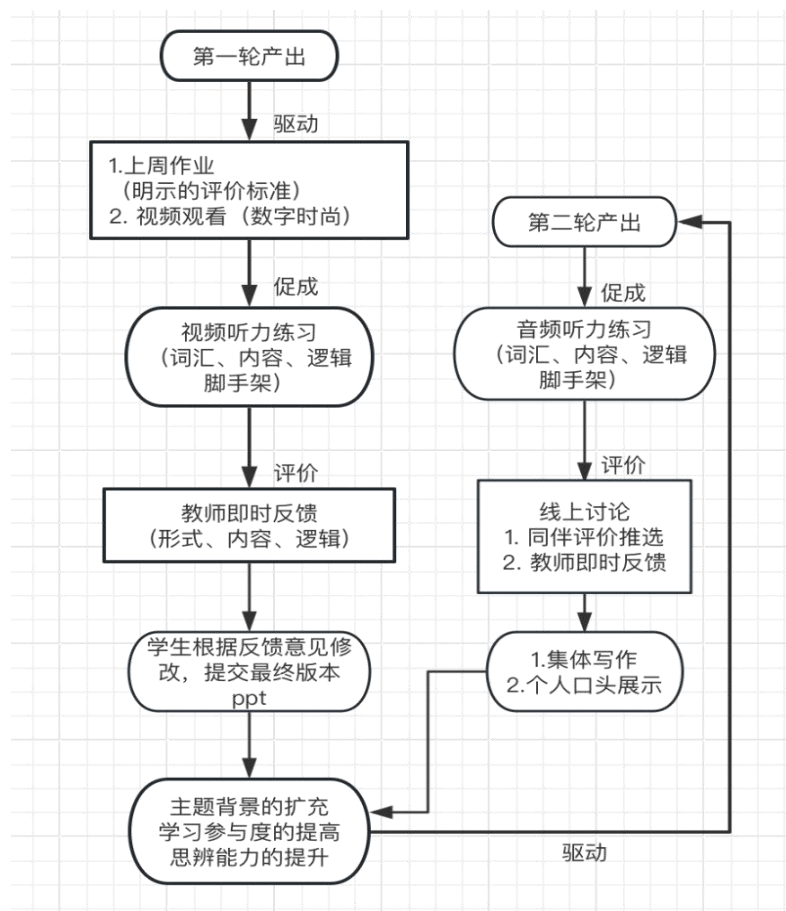 第一轮产出
驱动
1.上周作业
（明示的评价标准）
2. 视频观看（数字时尚）
促成
视频听力练习
（词汇、内容、逻辑
脚手架）
评价
教师即时反馈
（形式、内容、逻辑）
学生根据反馈意见修
改，提交最终版本
ppt
主题背景的扩充
学习参与度的提高
思辨能力的提升
驱动
第二轮产出
促成
音频听力练习
（词汇、内容、逻辑
脚手架）
评价
线上讨论
1. 同伴评价推选
2. 教师即时反馈
1.集体写作
2.个人口头展示